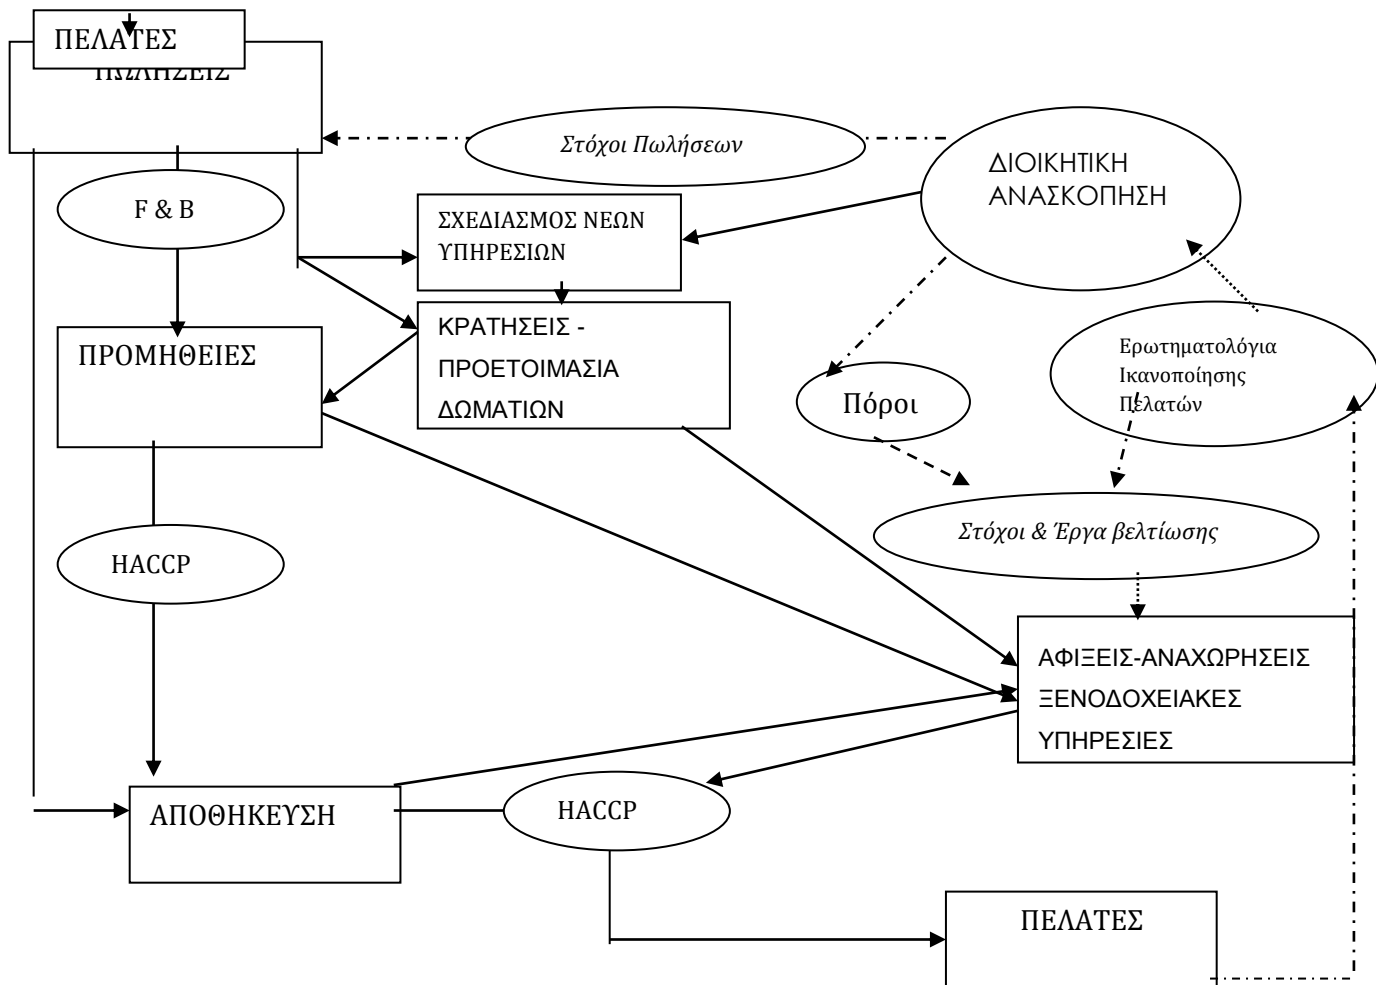 ΠΕΛΑΤΕΣ
ΠΩΛΗΣΕΙΣ
Στόχοι Πωλήσεων
ΔΙΟΙΚΗΤΙΚΗ
ΑΝΑΣΚΟΠΗΣΗ
F & B
ΣΧΕΔΙΑΣΜΟΣ ΝΕΩΝ
ΥΠΗΡΕΣΙΩΝ
ΠΡΟΜΗΘΕΙΕΣ
ΚΡΑΤΗΣΕΙΣ -
ΠΡΟΕΤΟΙΜΑΣΙΑ
ΔΩΜΑΤΙΩΝ
Πόροι
Ερωτηματολόγια
Ικανοποίησης
Πελατών
Στόχοι & Έργα βελτίωσης
HACCP
ΑΦΙΞΕΙΣ-ΑΝΑΧΩΡΗΣΕΙΣ
ΞΕΝΟΔΟΧΕΙΑΚΕΣ
ΥΠΗΡΕΣΙΕΣ
ΑΠΟΘΗΚΕΥΣΗ
HACCP
ΠΕΛΑΤΕΣ